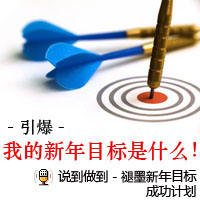 - 引爆 -
我的新年目标是什么!
说到做到 - 褪墨新年目标
成功计划